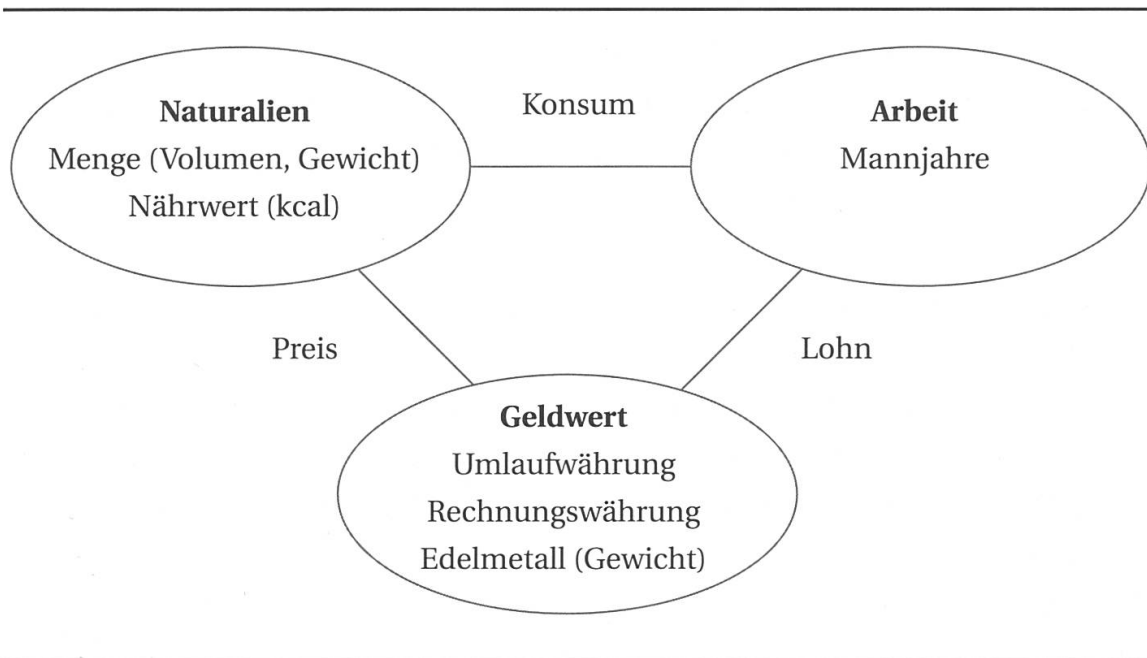 Naturalien
Menge (Volumen, Gewicht)
Nährwert (kcal)
Konsum
Arbeit
Mannjahre
Preis
Lohn
Geldwert
Umlaufwährung
Rechnungswährung
Edelmetall (Gewicht)